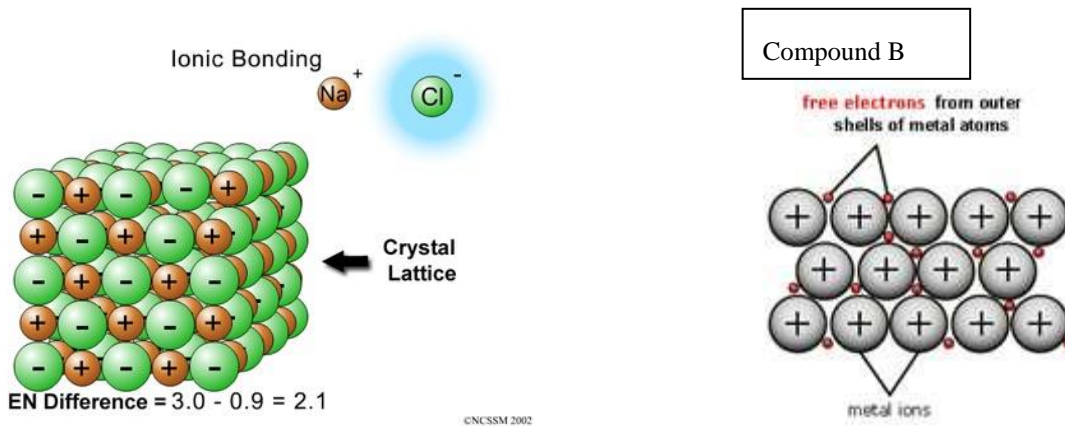 Ionic Bonding
Na +
Cl -
- + - - +
+ - + - +
- + - + -
+ - + - +
- + - + -
Crystal
Lattice
EN Difference = 3.0 - 0.9 = 2.1
©NCSSM 2002
Compound B
free electrons from outer
shells of metal atoms
+ + + + +
+ + + +
+ + + + +
metal ions